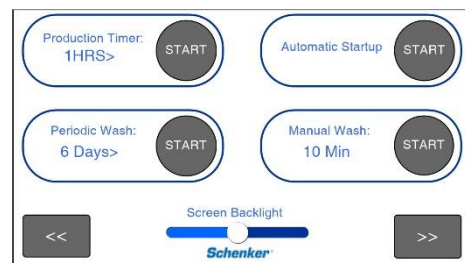 Production Timer:
1HRS>
START
Automatic Startup
START
Periodic Wash:
6 Days>
START
Manual Wash:
10 Min
START
<<
Screen Backlight
Schenker
>>